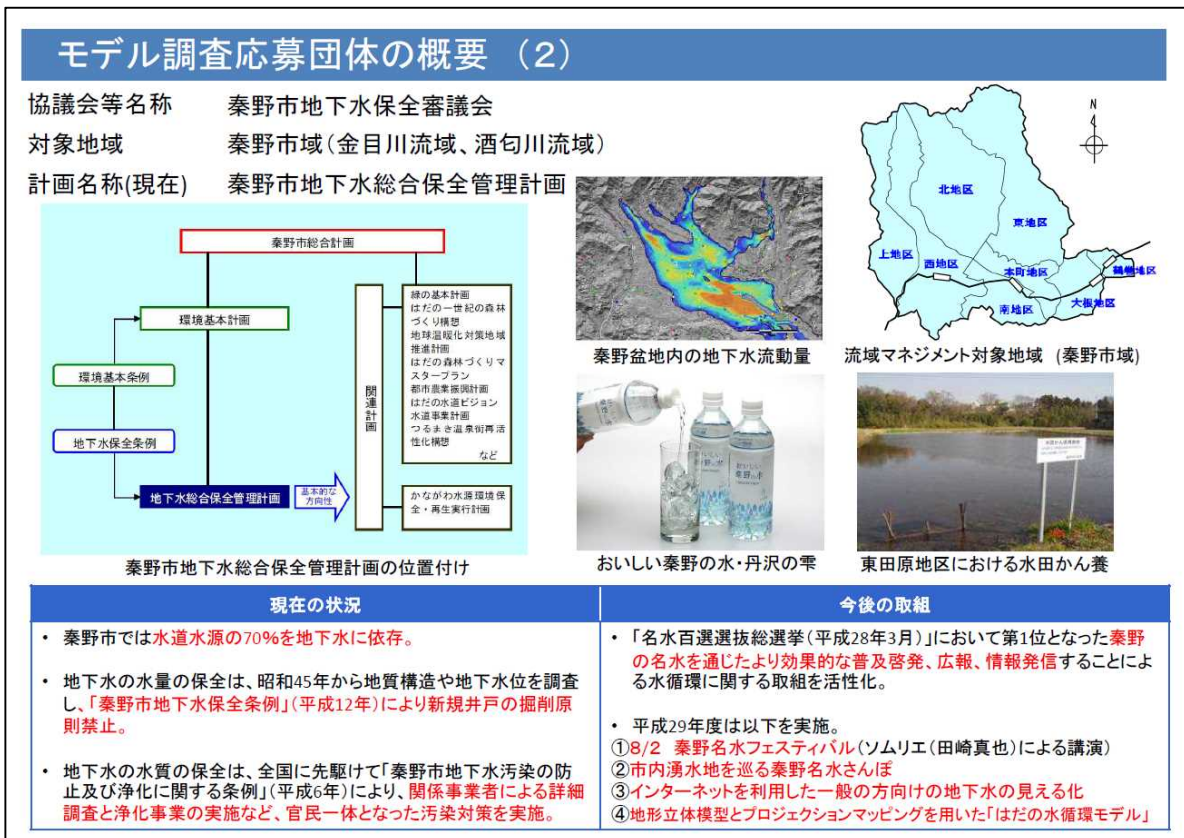 モデル調査応募団体の概要 （2）
協議会等名称 秦野市地下水保全審議会
対象地域 秦野市域（金目川流域、酒匂川流域）
計画名称(現在) 秦野市地下水総合保全管理計画
秦野市総合計画
環境基本計画
環境基本条例
地下水保全条例
地下水総合保全管理計画
基本的な
方向性
関連計画
緑の基本計画
はだの一世紀の森林
づくり構想
地球温暖化対策地域
推進計画
はだの森林づくりマ
スタープラン
都市農業振興計画
はだの水道ビジョン
水道事業計画
つるまき温泉街再活
性化構想
など
かながわ水源環境保
全・再生実行計画
秦野市地下水総合保全管理計画の位置付け
秦野盆地内の地下水流動量
N
北地区
東地区
上地区
西地区
本町地区
鶴巻地区
南地区
大根地区
流域マネジメント対象地域 (秦野市域)
おいしい秦野の水・丹沢の雫
東田原地区における水田かん養
現在の状況
・ 秦野市では水道水源の70%を地下水に依存。
・ 地下水の水量の保全は、昭和45年から地質構造や地下水位を調査
し、「秦野市地下水保全条例」（平成12年）により新規井戸の掘削原
則禁止。
・ 地下水の水質の保全は、全国に先駆けて「秦野市地下水汚染の防
止及び浄化に関する条例」（平成6年）により、関係事業者による詳細
調査と浄化事業の実施など、官民一体となった汚染対策を実施。
今後の取組
・ 「名水百選選抜総選挙（平成28年3月）」において第1位となった秦野
の名水を通じたより効果的な普及啓発、広報、情報発信することによ
る水循環に関する取組を活性化。
・ 平成29年度は以下を実施。
①8/2 秦野名水フェスティバル（ソムリエ（田崎真也）による講演）
②市内湧水地を巡る秦野名水さんぽ
③インターネットを利用した一般の方向けの地下水の見える化
④地形立体模型とプロジェクションマッピングを用いた「はだの水循環モデル」